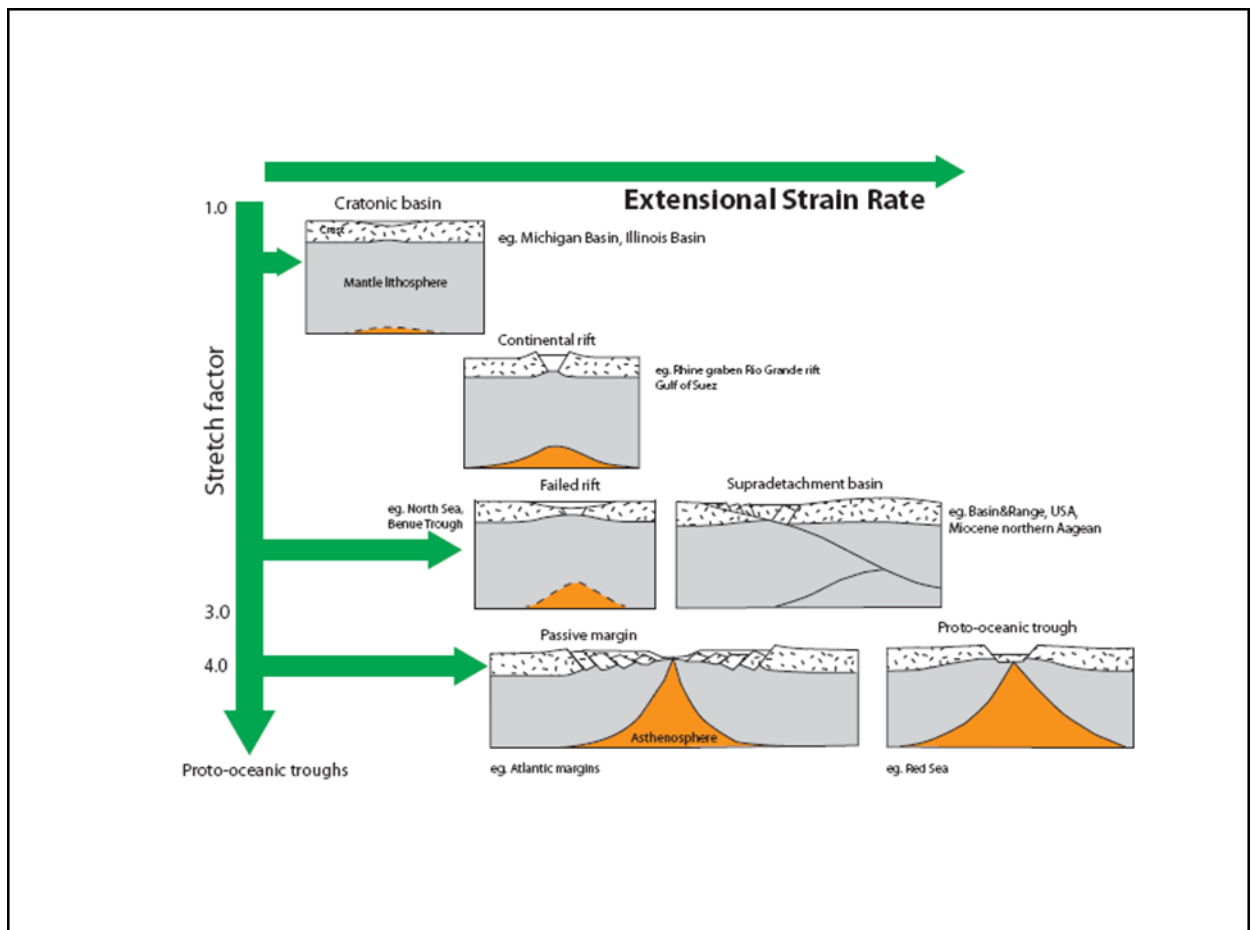 Extensional Strain Rate
1.0
Cratonic basin
Crust
eg. Michigan Basin, Illinois Basin
Mantle lithosphere
Stretch factor
Continental rift
eg. Rhine graben Rio Grande rift
Gulf of Suez
Failed rift
eg. North Sea,
Benue Trough
Supradetachment basin
eg. Basin&Range, USA,
Miocene northern Aagean
3.0
4.0
Passive margin
Asthenosphere
eg. Atlantic margins
Proto-oceanic trough
eg. Red Sea
Proto-oceanic troughs